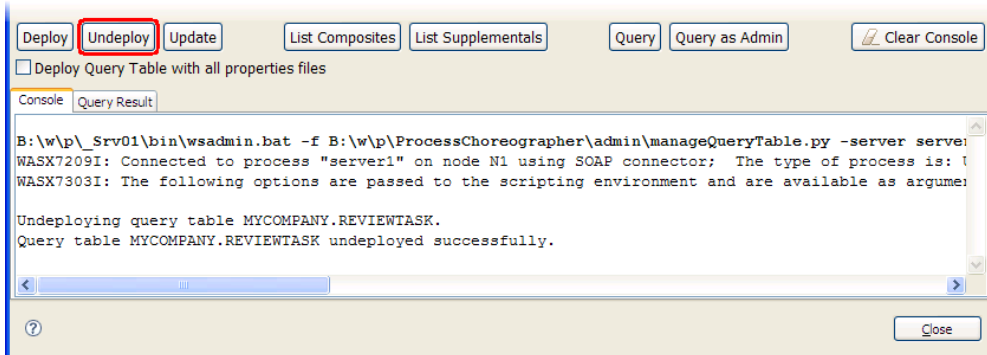 Deploy Undeploy Update List Composites List Supplementals Query Query as Admin Clear Console
Deploy Query Table with all properties files
Console Query Result
B:\w\p\_Srv01\bin\wsadmin.bat -f B:\w\p\ProcessChoreographer\admin\manageQueryTable.py -server server
WASX7209I: Connected to process "server1" on node N1 using SOAP connector; The type of process is:
WASX7303I: The following options are passed to the scripting environment and are available as
Undeploying query table MYCOMPANY.REVIEWTASK.
Query table MYCOMPANY.REVIEWTASK undeployed successfully.
? Close